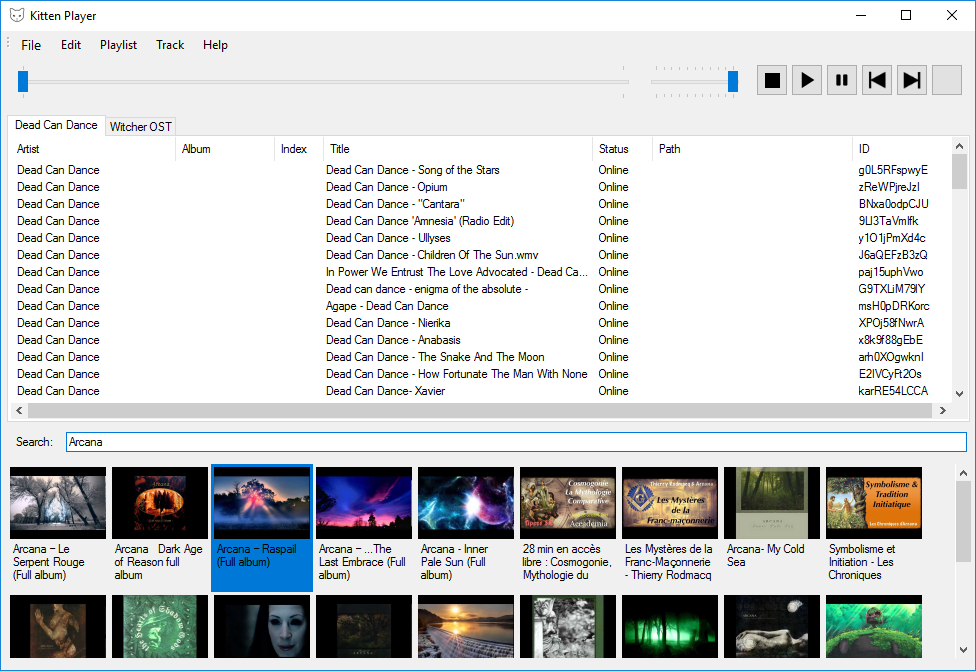 Kitten Player
File Edit Playlist Track Help
Dead Can Dance Witcher OST
Artist Album Index Title Status Path ID
Dead Can Dance Dead Can Dance - Song of the Stars Online g0L5RFspwyE
Dead Can Dance Dead Can Dance - Opium Online zReWPjreJzI
Dead Can Dance Dead Can Dance - "Cantara" Online BNxa0odpCJU
Dead Can Dance Dead Can Dance 'Amnesia' (Radio Edit) Online 9LI3TaVmIfk
Dead Can Dance Dead Can Dance - Ullyses Online y1O1jPmXd4c
Dead Can Dance Dead Can Dance - Children Of The Sun.wmv Online J6aQEFzB3zQ
Dead Can Dance In Power We Entrust The Love Advocated - Dead Ca... Online paj15uphVwo
Dead Can Dance Dead can dance - enigma of the absolute - Online G9TXLiM79IY
Dead Can Dance Agape - Dead Can Dance Online msH0pDRKorc
Dead Can Dance Dead Can Dance - Nierika Online XPOj58fNwrA
Dead Can Dance Dead Can Dance - Anabasis Online x8k9f88gEbE
Dead Can Dance Dead Can Dance - The Snake And The Moon Online arh0XOgwknI
Dead Can Dance Dead Can Dance - How Fortunate The Man With None Online E2IVCyFt2Os
Dead Can Dance Dead Can Dance- Xavier Online karRE54LCCA
Search: Arcana
Cosmogonie
La Mythologie
Comparative
Académia
Thierry Rodmacq & Arcana
Les Mystères
de la
Franc-maçonnerie
ARCANA
Symbolisme &
Tradition
Initiatique
Les Chroniques d'Arcana
Arcana – Le
Serpent Rouge
(Full album)
Arcana Dark Age
of Reason full
album
Arcana – Raspail
(Full album)
Arcana – ...The
Last Embrace (Full
album)
Arcana - Inner
Pale Sun (Full
album)
28 min en accès
libre : Cosmogonie,
Mythologie du
Les Mystères de la
Franc-Maçonnerie
- Thierry Rodmacq
Arcana- My Cold
Sea
Symbolisme et
Initiation - Les
Chroniques